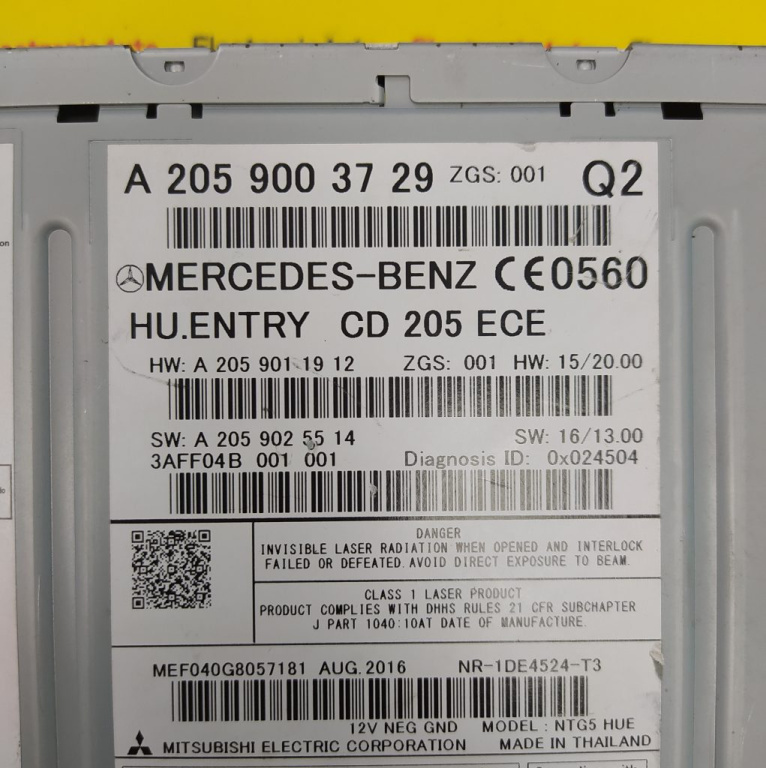 A 205 900 37 29 ZGS: 001 Q2
MERCEDES-BENZ CE0560
HU.ENTRY CD 205 ECE
HW: A 205 901 19 12 ZGS: 001 HW: 15/20.00
SW: A 205 902 55 14 SW: 16/13.00
3AFF04B 001 001 Diagnosis ID: 0x024504
DANGER
INVISIBLE LASER RADIATION WHEN OPENED AND INTERLOCK
FAILED OR DEFEATED. AVOID DIRECT EXPOSURE TO BEAM.
CLASS 1 LASER PRODUCT
PRODUCT COMPLIES WITH DHHS RULES 21 CFR SUBCHAPTER
J PART 1040:10AT DATE OF MANUFACTURE.
MEF040G8057181 AUG.2016 NR-1DE4524-T3
12V NEG GND MODEL : NTG5 HUE
MITSUBISHI ELECTRIC CORPORATION MADE IN THAILAND